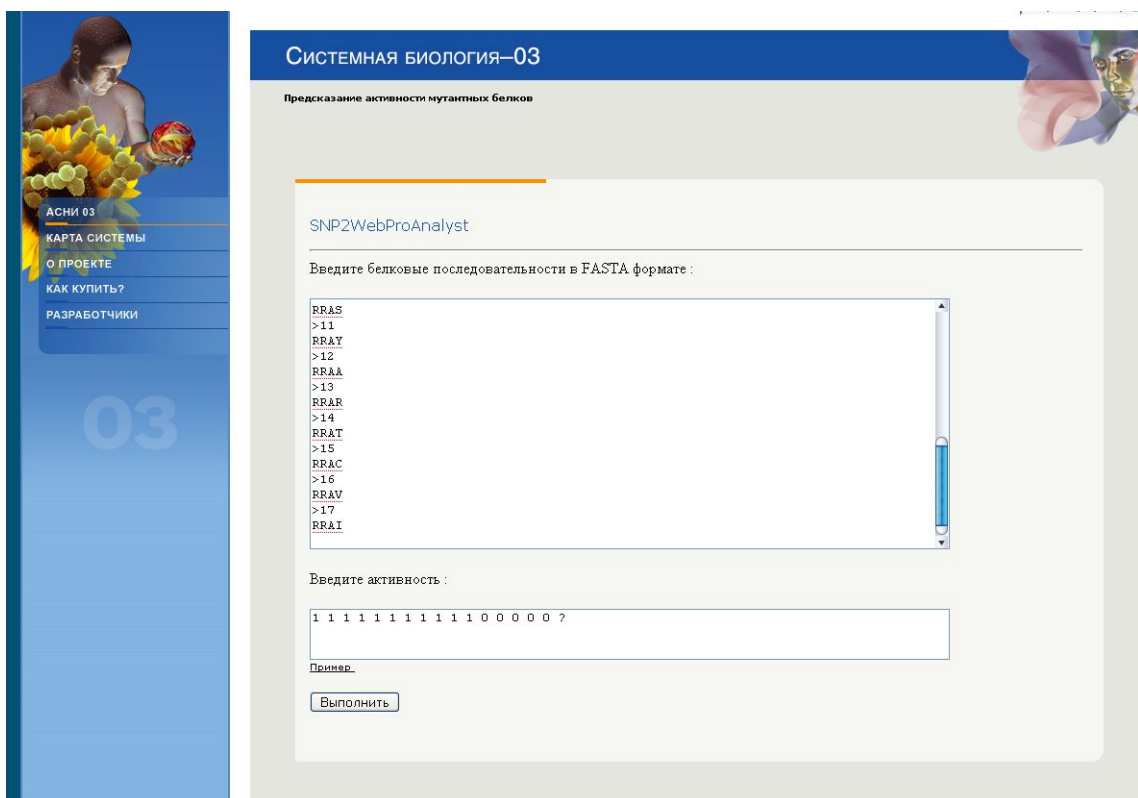 Системная биология–03
Предсказание активности мутантных белков
АСНИ 03
КАРТА СИСТЕМЫ
О ПРОЕКТЕ
КАК КУПИТЬ?
РАЗРАБОТЧИКИ
03
SNP2WebProAnalyst
Введите белковые последовательности в FASTA формате :
RRAS
>11
RRAY
>12
RRAA
>13
RRAR
>14
RRAT
>15
RRAC
>16
RRAV
>17
RRAI
Введите активность :
1 1 1 1 1 1 1 1 1 1 1 0 0 0 0 0 ?
Пример
Выполнить